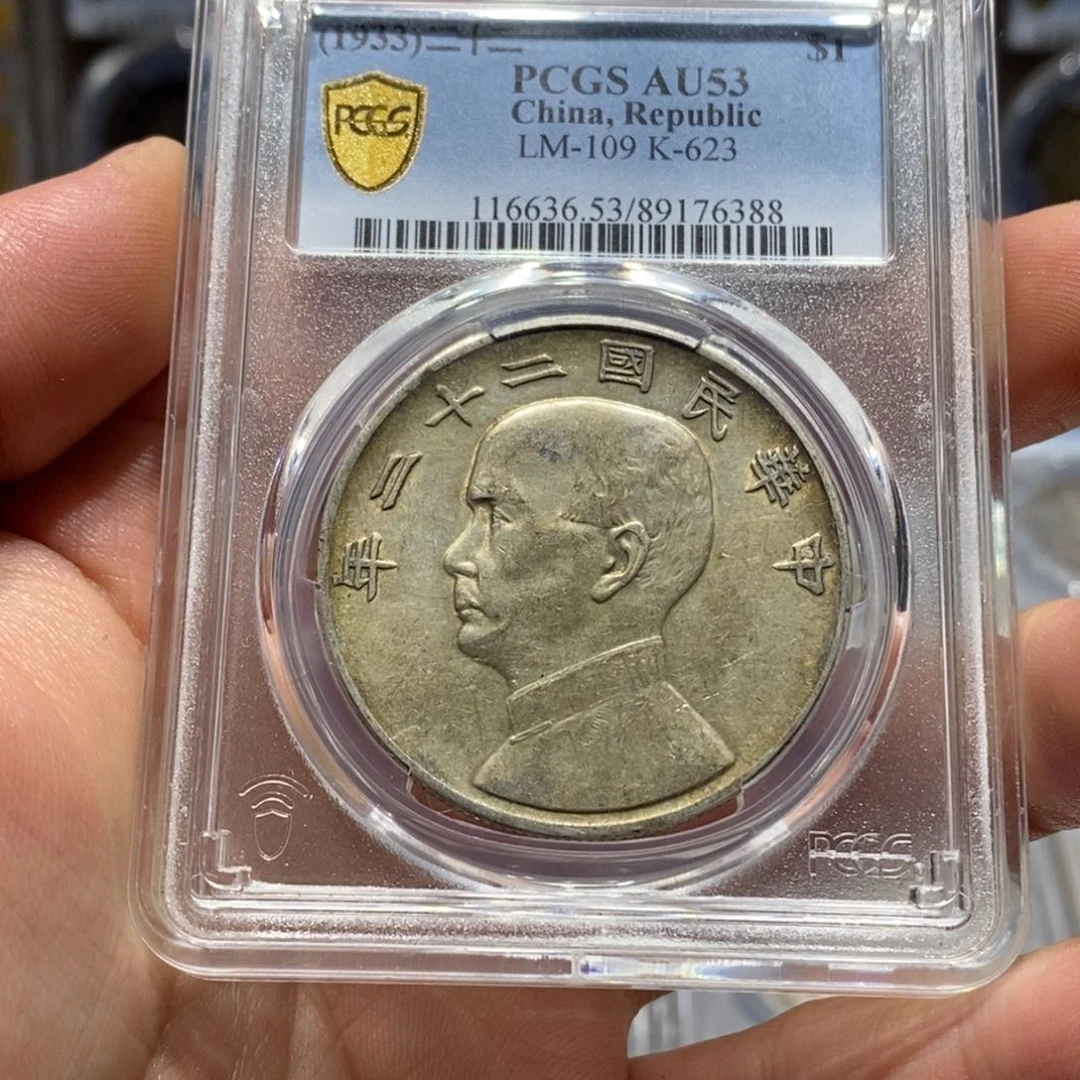 (1933)二十二 $1
PCGS AU53
China, Republic
LM-109 K-623
116636.53/89176388
PCGS
中華民國二十二年
PCGS